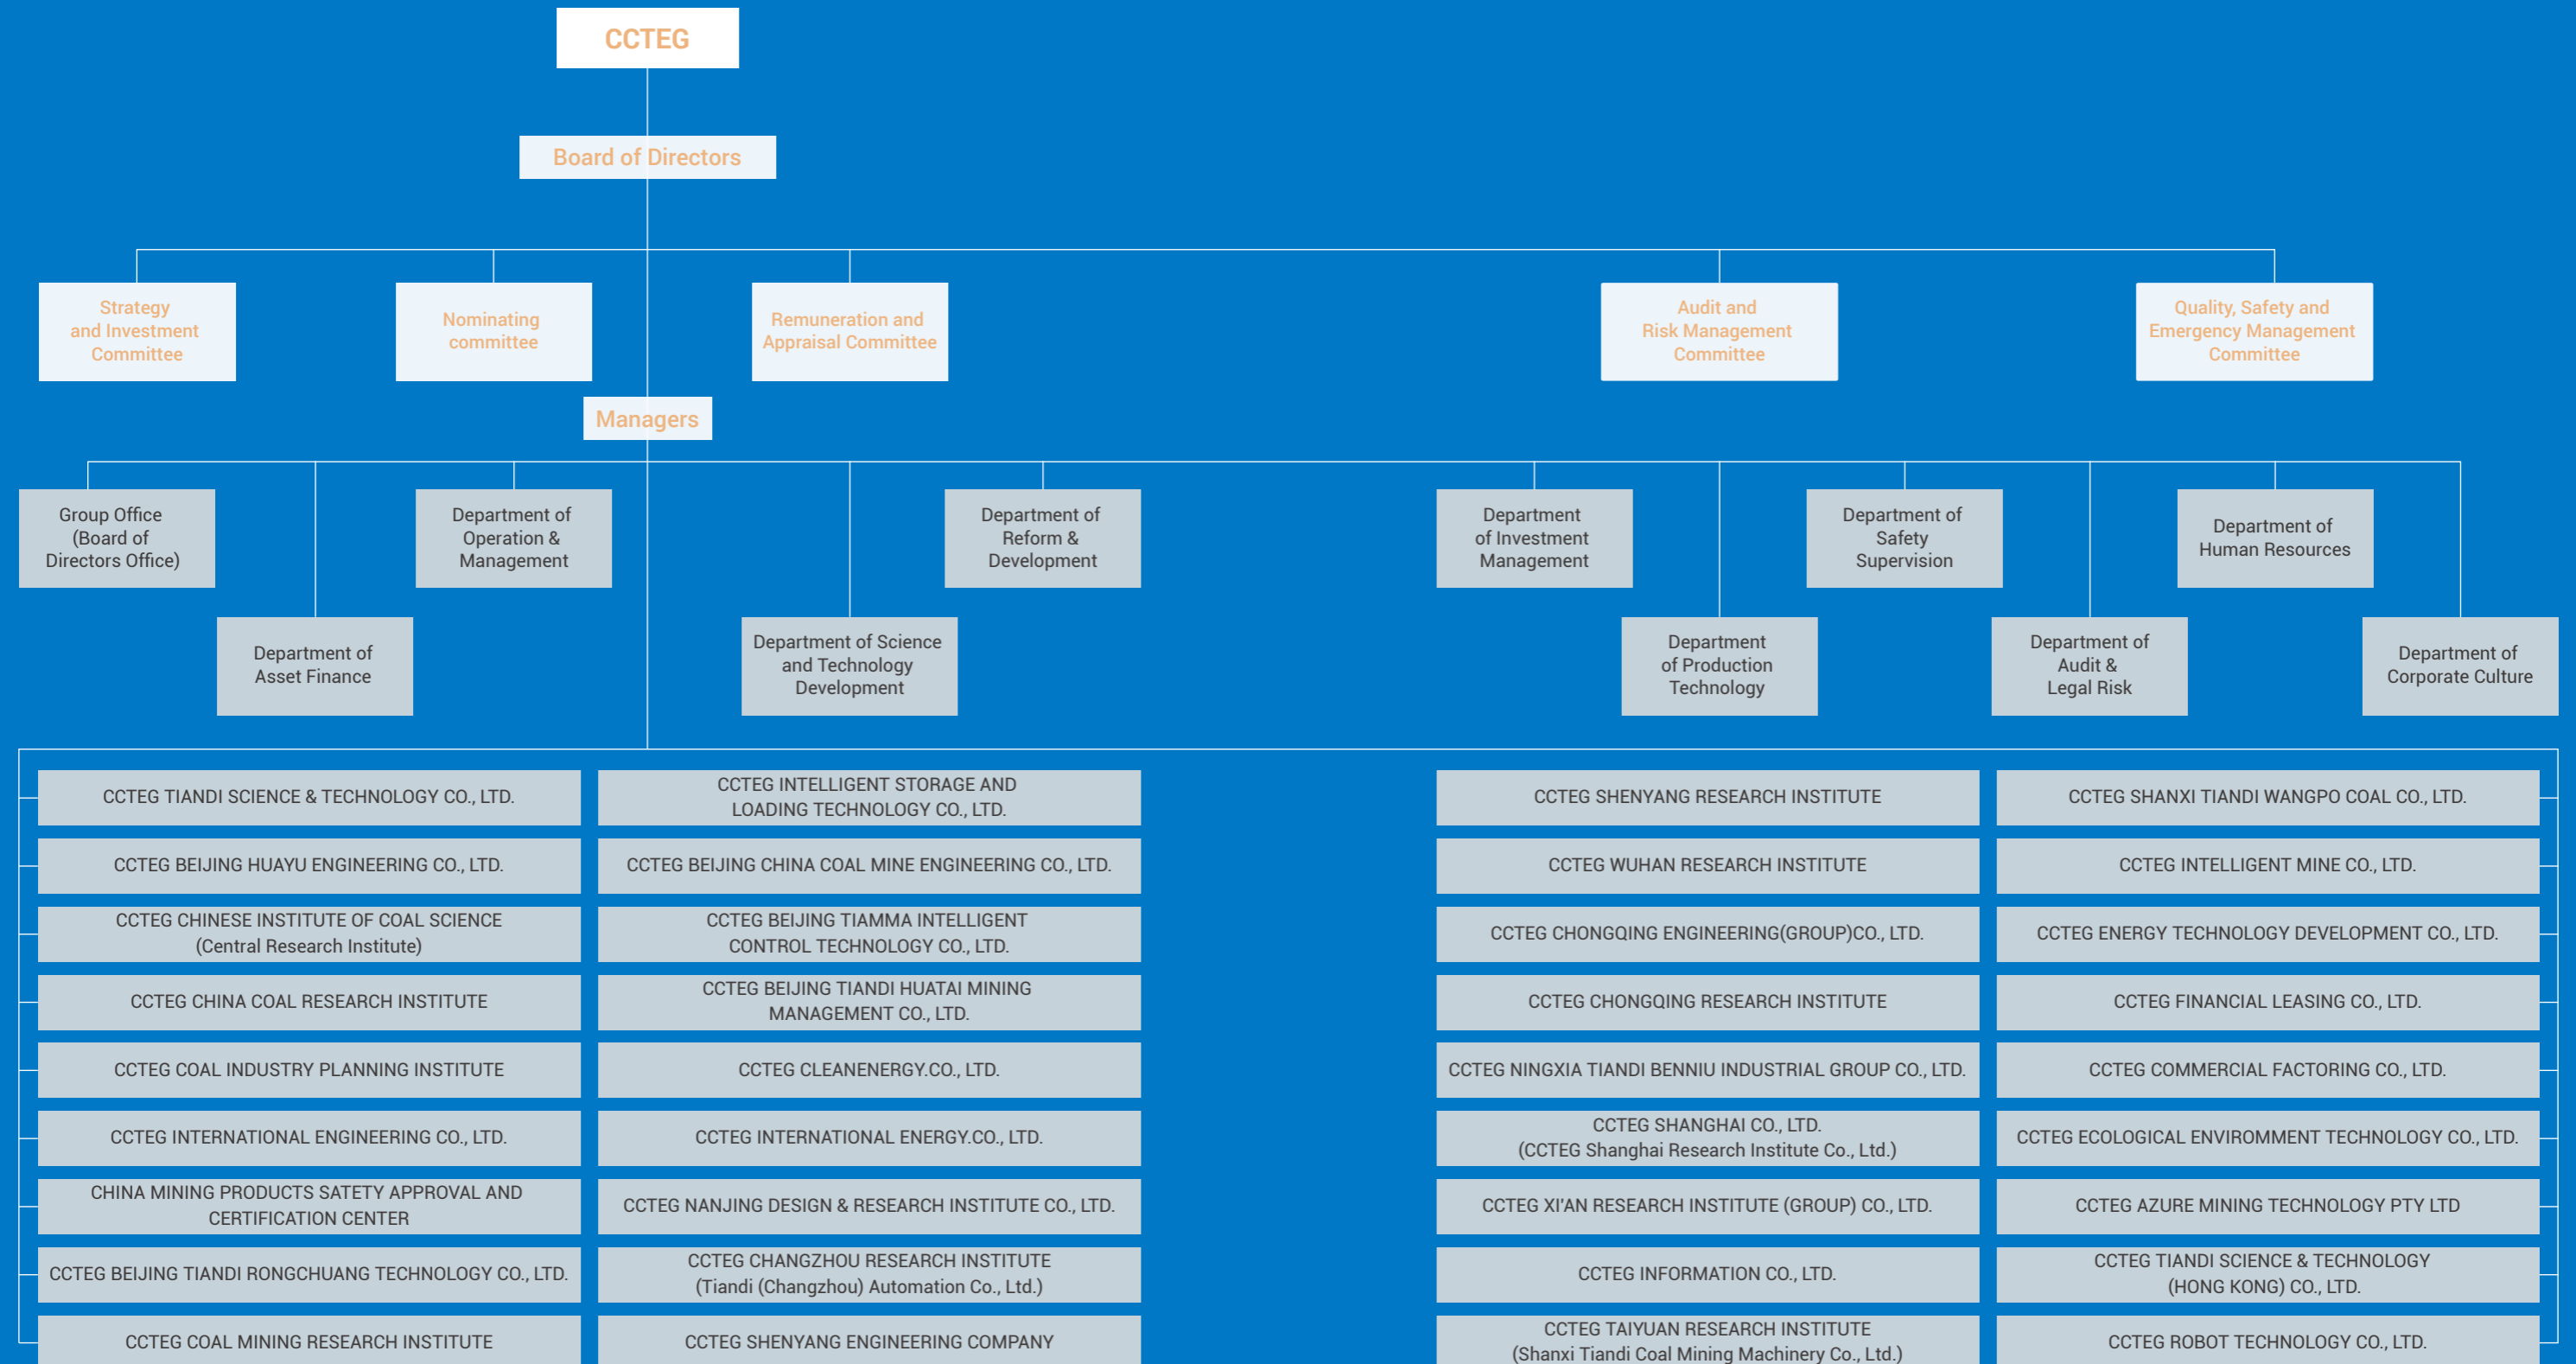 CCTEG
Board of Directors
Strategy
and Investment
Committee
Nominating
committee
Remuneration and
Appraisal Committee
Audit and
Risk Management
Committee
Quality, Safety and
Emergency Management
Committee
Managers
Group Office
(Board of
Directors Office)
Department of
Operation &
Management
Department of
Reform &
Development
Department
of Investment
Management
Department of
Safety
Supervision
Department of
Human Resources
Department of
Asset Finance
Department of Science
and Technology
Development
Department
of Production
Technology
Department of
Audit &
Legal Risk
Department of
Corporate Culture
CCTEG TIANDI SCIENCE & TECHNOLOGY CO., LTD.
CCTEG BEIJING HUAYU ENGINEERING CO., LTD.
CCTEG CHINESE INSTITUTE OF COAL SCIENCE
(Central Research Institute)
CCTEG CHINA COAL RESEARCH INSTITUTE
CCTEG COAL INDUSTRY PLANNING INSTITUTE
CCTEG INTERNATIONAL ENGINEERING CO., LTD.
CHINA MINING PRODUCTS SATETY APPROVAL AND
CERTIFICATION CENTER
CCTEG BEIJING TIANDI RONGCHUANG TECHNOLOGY CO., LTD.
CCTEG COAL MINING RESEARCH INSTITUTE
CCTEG INTELLIGENT STORAGE AND
LOADING TECHNOLOGY CO., LTD.
CCTEG BEIJING CHINA COAL MINE ENGINEERING CO., LTD.
CCTEG BEIJING TIAMMA INTELLIGENT
CONTROL TECHNOLOGY CO., LTD.
CCTEG BEIJING TIANDI HUATAI MINING
MANAGEMENT CO., LTD.
CCTEG CLEANENERGY.CO., LTD.
CCTEG INTERNATIONAL ENERGY.CO., LTD.
CCTEG NANJING DESIGN & RESEARCH INSTITUTE CO., LTD.
CCTEG CHANGZHOU RESEARCH INSTITUTE
(Tiandi (Changzhou) Automation Co., Ltd.)
CCTEG SHENYANG ENGINEERING COMPANY
CCTEG SHENYANG RESEARCH INSTITUTE
CCTEG WUHAN RESEARCH INSTITUTE
CCTEG CHONGQING ENGINEERING(GROUP)CO., LTD.
CCTEG CHONGQING RESEARCH INSTITUTE
CCTEG NINGXIA TIANDI BENNIU INDUSTRIAL GROUP CO., LTD.
CCTEG SHANGHAI CO., LTD.
(CCTEG Shanghai Research Institute Co., Ltd.)
CCTEG XI'AN RESEARCH INSTITUTE (GROUP) CO., LTD.
CCTEG INFORMATION CO., LTD.
CCTEG TAIYUAN RESEARCH INSTITUTE
(Shanxi Tiandi Coal Mining Machinery Co., Ltd.)
CCTEG SHANXI TIANDI WANGPO COAL CO., LTD.
CCTEG INTELLIGENT MINE CO., LTD.
CCTEG ENERGY TECHNOLOGY DEVELOPMENT CO., LTD.
CCTEG FINANCIAL LEASING CO., LTD.
CCTEG COMMERCIAL FACTORING CO., LTD.
CCTEG ECOLOGICAL ENVIROMMENT TECHNOLOGY CO., LTD.
CCTEG AZURE MINING TECHNOLOGY PTY LTD
CCTEG TIANDI SCIENCE & TECHNOLOGY
(HONG KONG) CO., LTD.
CCTEG ROBOT TECHNOLOGY CO., LTD.